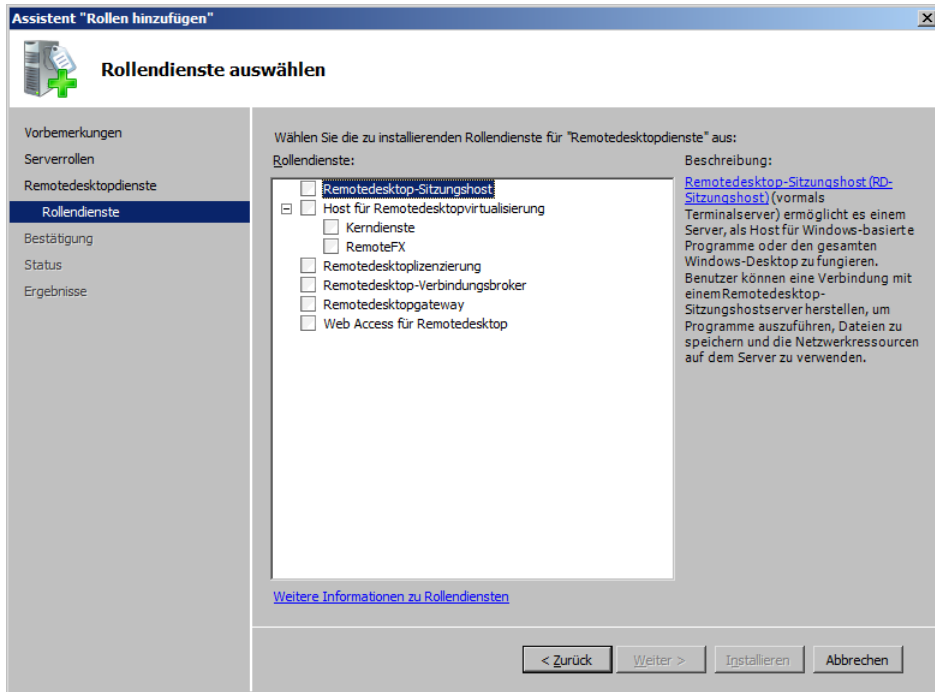 Assistent "Rollen hinzufügen"
Rollendienste auswählen
Vorbemerkungen
Serverrollen
Remotedesktopdienste
Rollendienste
Bestätigung
Status
Ergebnisse
Wählen Sie die zu installierenden Rollendienste für "Remotedesktopdienste" aus:
Rollendienste:
Remotedesktop-Sitzungshost
Host für Remotedesktopvirtualisierung
Kerndienste
RemoteFX
Remotedesktoplizenzierung
Remotedesktop-Verbindungsbroker
Remotedesktopgateway
Web Access für Remotedesktop
Weitere Informationen zu Rollendiensten
Beschreibung:
Remotedesktop-Sitzungshost (RD-
Sitzungshost) (vormals
Terminalserver) ermöglicht es einem
Server, als Host für Windows-basierte
Programme oder den gesamten
Windows-Desktop zu fungieren.
Benutzer können eine Verbindung mit
einem Remotedesktop-
Sitzungshostserver herstellen, um
Programme auszuführen, Dateien zu
speichern und die Netzwerkressourcen
auf dem Server zu verwenden.
< Zurück
Weiter >
Installieren
Abbrechen